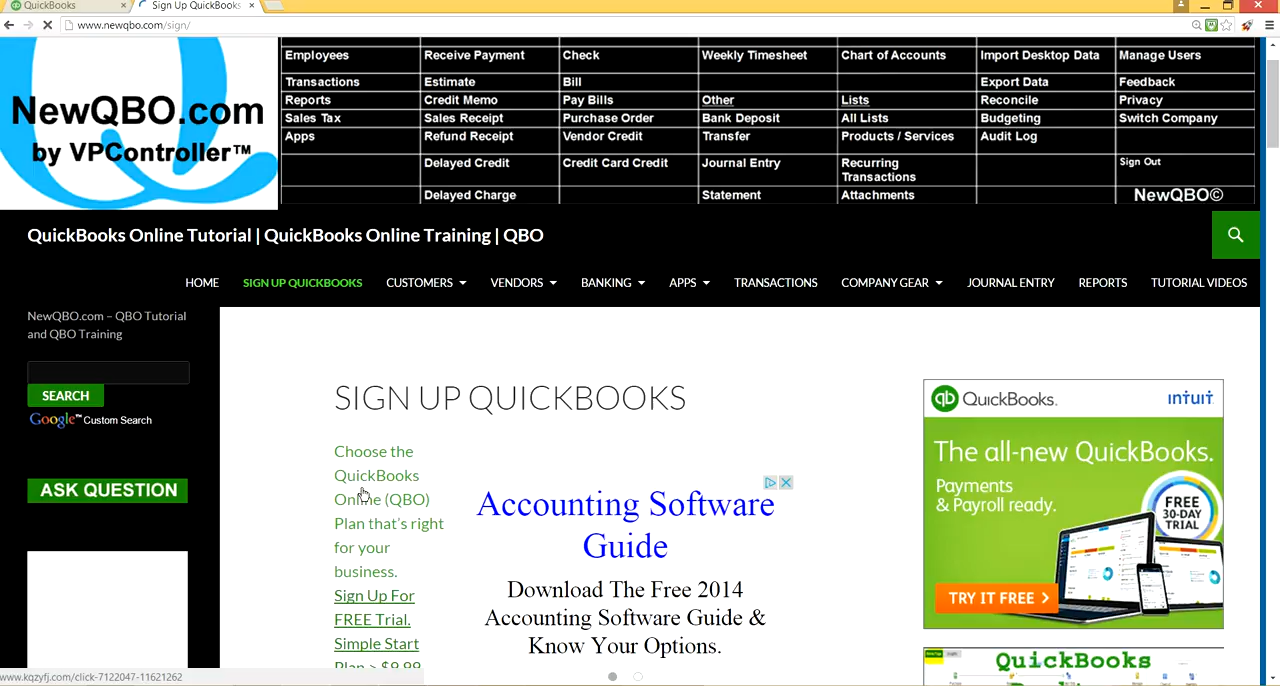 QuickBooks
Sign Up QuickBooks
www.newqbo.com/sign/
NewQBO.com
by VPController™
Employees
Transactions
Reports
Sales Tax
Apps
Receive Payment
Estimate
Credit Memo
Sales Receipt
Refund Receipt
Delayed Credit
Delayed Charge
Check
Bill
Pay Bills
Purchase Order
Vendor Credit
Credit Card Credit
Weekly Timesheet
Other
Bank Deposit
Transfer
Journal Entry
Statement
Chart of Accounts
Lists
All Lists
Products / Services
Recurring
Transactions
Attachments
Import Desktop Data
Export Data
Reconcile
Budgeting
Audit Log
Manage Users
Feedback
Privacy
Switch Company
Sign Out
NewQBO©
QuickBooks Online Tutorial | QuickBooks Online Training | QBO
HOME SIGN UP QUICKBOOKS CUSTOMERS VENDORS BANKING APPS TRANSACTIONS COMPANY GEAR JOURNAL ENTRY REPORTS TUTORIAL VIDEOS
NewQBO.com – QBO Tutorial
and QBO Training
SEARCH
Google™ Custom Search
ASK QUESTION
SIGN UP QUICKBOOKS
Choose the
QuickBooks
Online (QBO)
Plan that's right
for your
business.
Sign Up For
FREE Trial.
Simple Start
Plan > $9.99
Accounting Software
Guide
Download The Free 2014
Accounting Software Guide &
Know Your Options.
qb QuickBooks. intuit
The all-new QuickBooks.
Payments
& Payroll ready.
FREE
30-DAY
TRIAL
TRY IT FREE >
QuickBooks
www.kqzyfj.com/click-7122047-11621262